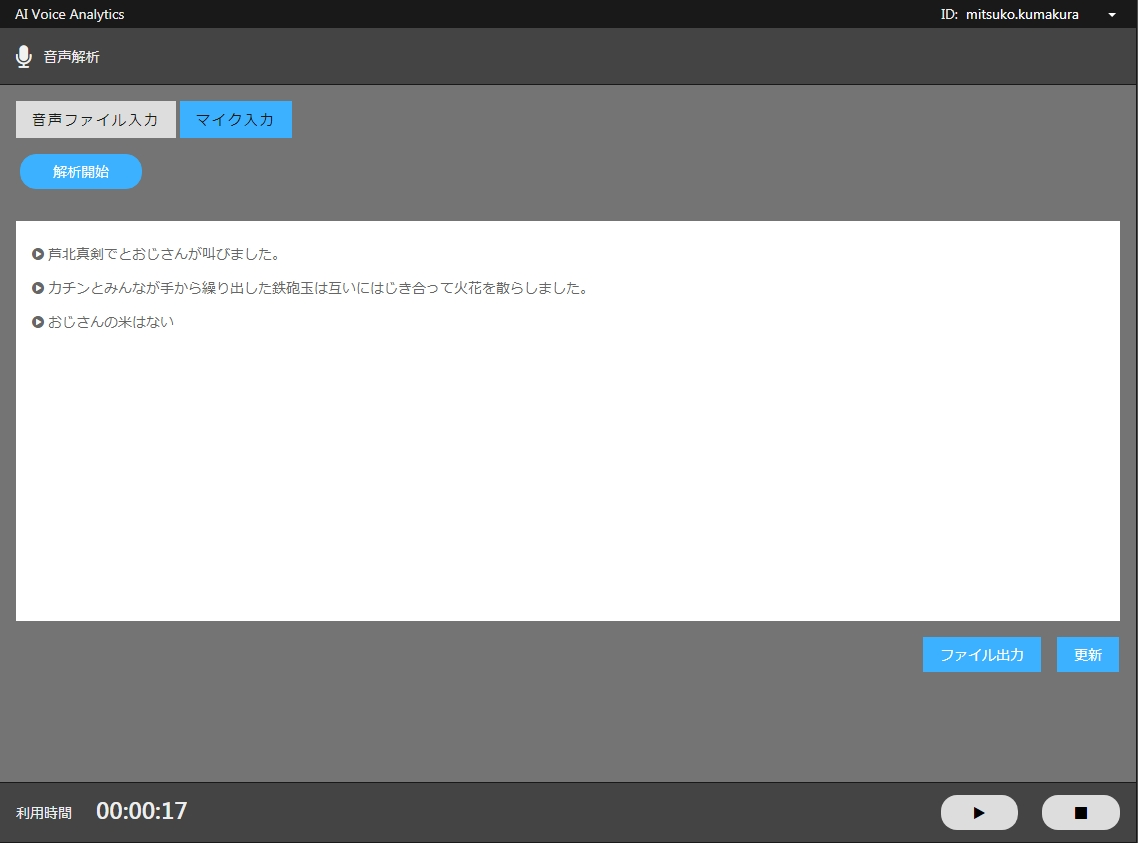 AI Voice Analytics
ID: mitsuko.kumakura
音声解析
音声ファイル入力 マイク入力
解析開始
芦北真剣でとおじさんが叫びました。
カチンとみんなが手から繰り出した鉄砲玉は互いにはじき合って火花を散らしました。
おじさんの米はない
ファイル出力 更新
利用時間 00:00:17